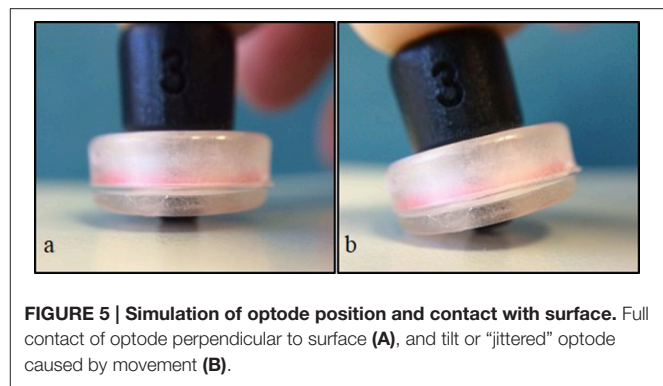 3
3
a
b
FIGURE 5 | Simulation of optode position and contact with surface. Full
contact of optode perpendicular to surface (A), and tilt or “jittered” optode
caused by movement (B).